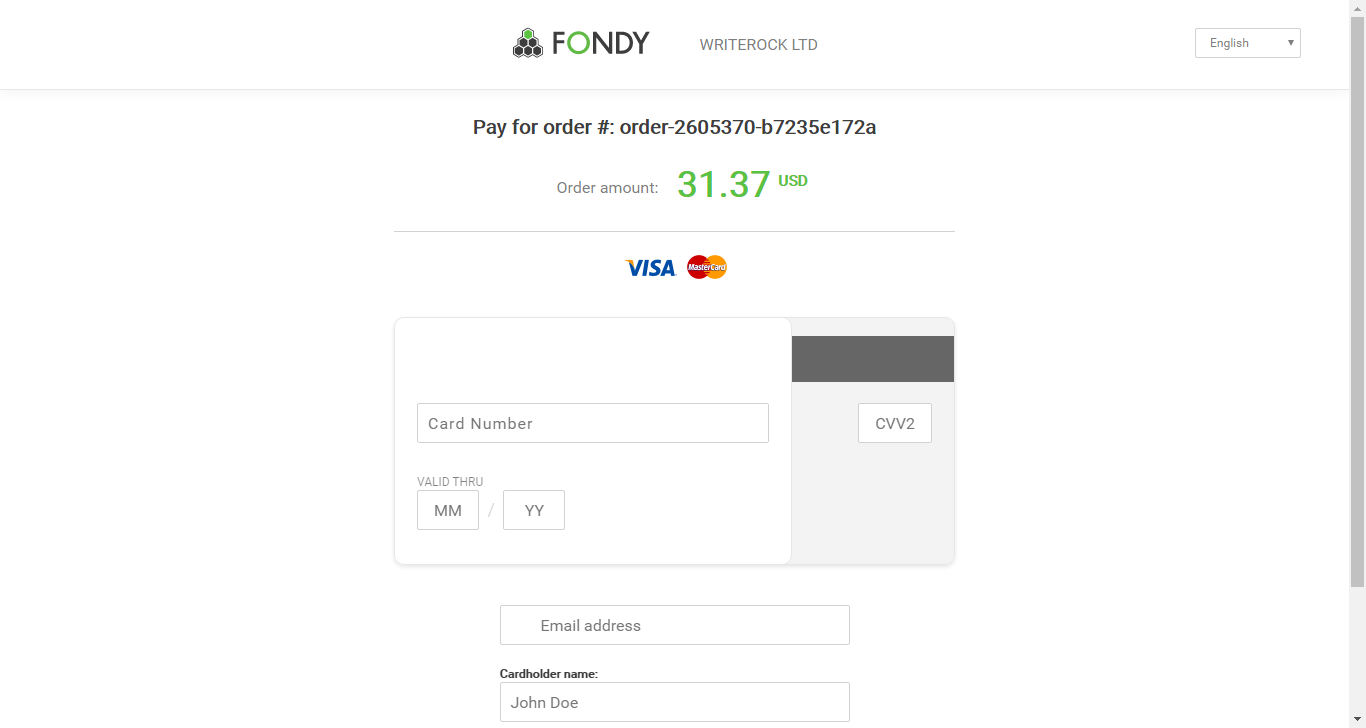 FONDY WRITEROCK LTD English
Pay for order #: order-2605370-b7235e172a
Order amount: 31.37 USD
VISA MasterCard
Card Number CVV2
VALID THRU
MM / YY
Email address
Cardholder name:
John Doe